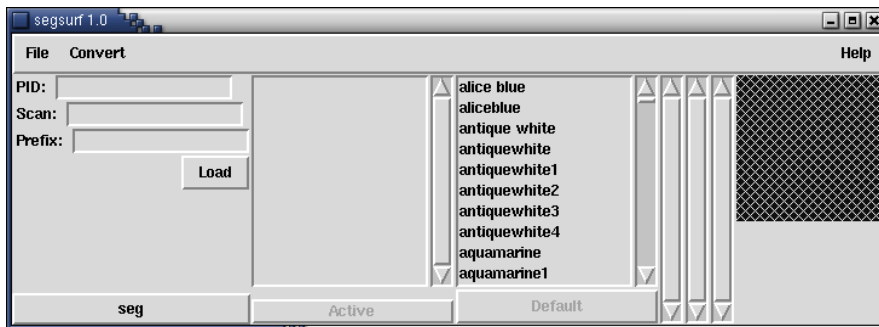 segsurf 1.0
File Convert Help
PID:
Scan:
Prefix:
Load
seg
Active
alice blue
aliceblue
antique white
antiquewhite
antiquewhite1
antiquewhite2
antiquewhite3
antiquewhite4
aquamarine
aquamarine1
Default